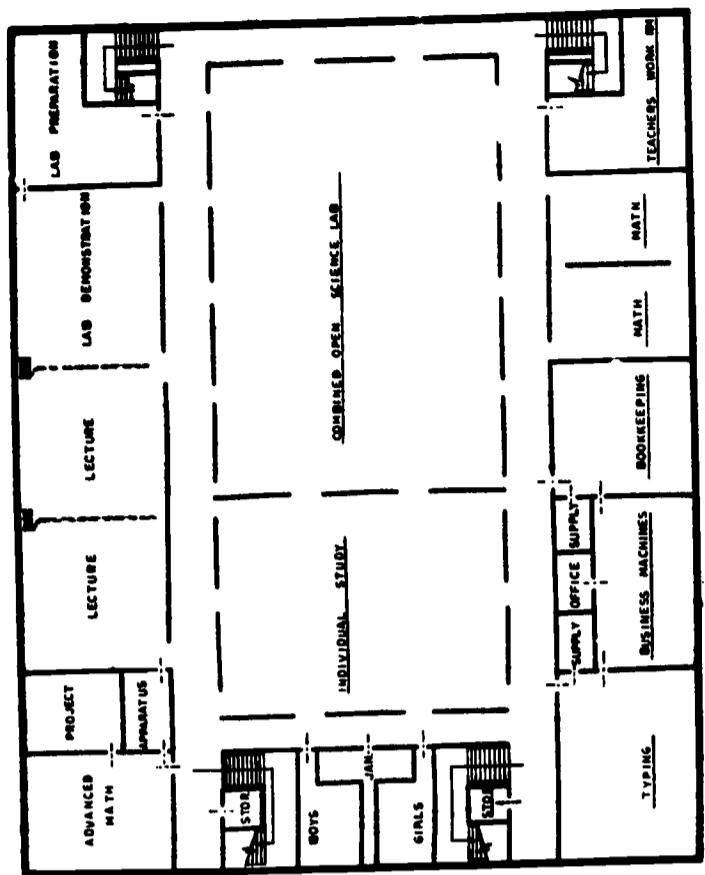 LAB PREPARATION
LAB DEMONSTRATION
LECTURE
LECTURE
PROJECT
APPARATUS
ADVANCED
MATH
COMBINED OPEN SCIENCE LAB
INDIVIDUAL STUDY
STOR
BOYS
JAN
GIRLS
STOR
TEACHERS WORK RM
MATH
MATH
BOOKKEEPING
SUPPLY
OFFICE
SUPPLY
BUSINESS MACHINES
TYPING